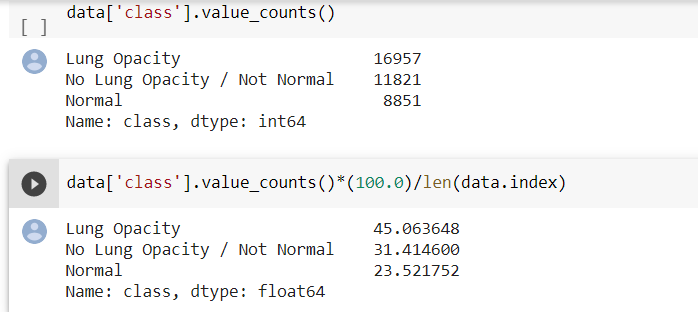 data['class'].value_counts()
[ ]
Lung Opacity 16957
No Lung Opacity / Not Normal 11821
Normal 8851
Name: class, dtype: int64
data['class'].value_counts()*(100.0)/len(data.index)
Lung Opacity 45.063648
No Lung Opacity / Not Normal 31.414600
Normal 23.521752
Name: class, dtype: float64